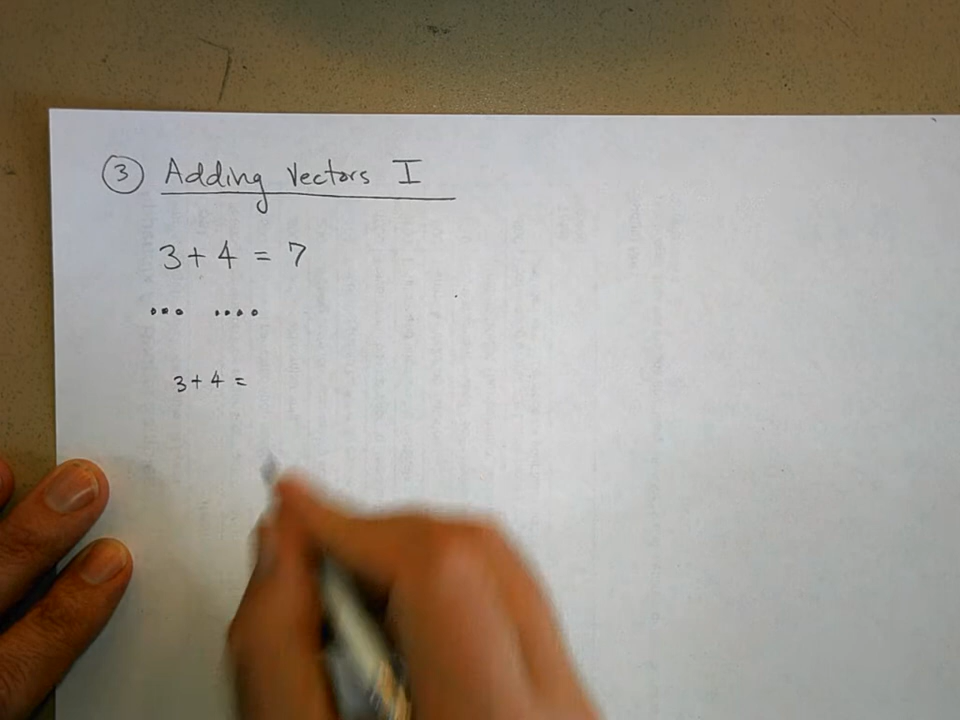 ③ Adding Vectors I
3 + 4 = 7
3 + 4 =